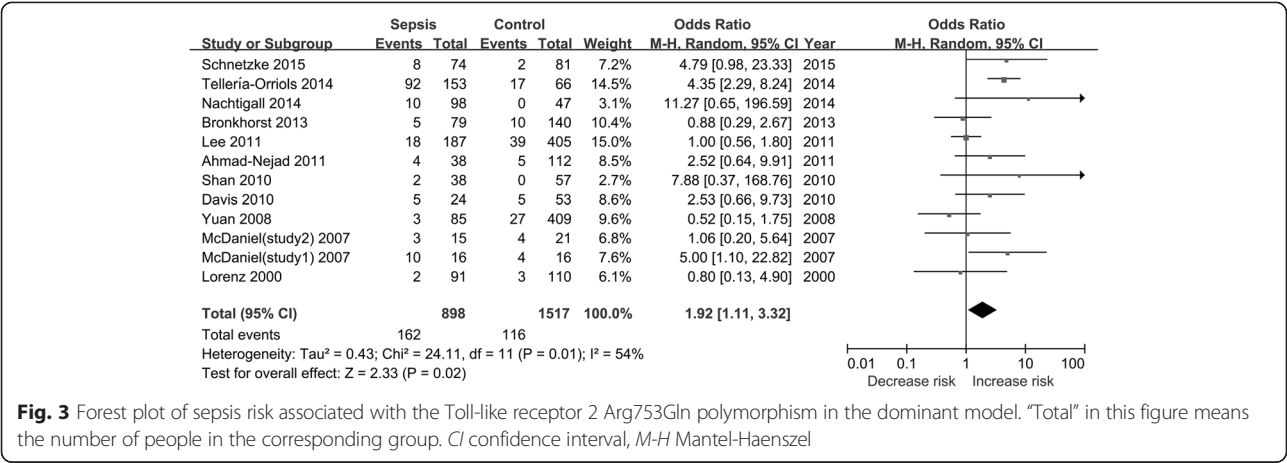 Sepsis Control Odds Ratio Odds Ratio
Study or Subgroup Events Total Events Total Weight M-H, Random, 95% CI Year M-H, Random, 95% CI
Schnetzke 2015 8 74 2 81 7.2% 4.79 [0.98, 23.33] 2015
Tellería-Orriols 2014 92 153 17 66 14.5% 4.35 [2.29, 8.24] 2014
Nachtigall 2014 10 98 0 47 3.1% 11.27 [0.65, 196.59] 2014
Bronkhorst 2013 5 79 10 140 10.4% 0.88 [0.29, 2.67] 2013
Lee 2011 18 187 39 405 15.0% 1.00 [0.56, 1.80] 2011
Ahmad-Nejad 2011 4 38 5 112 8.5% 2.52 [0.64, 9.91] 2011
Shan 2010 2 38 0 57 2.7% 7.88 [0.37, 168.76] 2010
Davis 2010 5 24 5 53 8.6% 2.53 [0.66, 9.73] 2010
Yuan 2008 3 85 27 409 9.6% 0.52 [0.15, 1.75] 2008
McDaniel(study2) 2007 3 15 4 21 6.8% 1.06 [0.20, 5.64] 2007
McDaniel(study1) 2007 10 16 4 16 7.6% 5.00 [1.10, 22.82] 2007
Lorenz 2000 2 91 3 110 6.1% 0.80 [0.13, 4.90] 2000
Total (95% CI) 898 1517 100.0% 1.92 [1.11, 3.32]
Total events 162 116
Heterogeneity: Tau² = 0.43; Chi² = 24.11, df = 11 (P = 0.01); I² = 54%
Test for overall effect: Z = 2.33 (P = 0.02)
0.01 0.1 1 10 100
Decrease risk Increase risk
Fig. 3 Forest plot of sepsis risk associated with the Toll-like receptor 2 Arg753Gln polymorphism in the dominant model. “Total” in this figure means
the number of people in the corresponding group. CI confidence interval, M-H Mantel-Haenszel